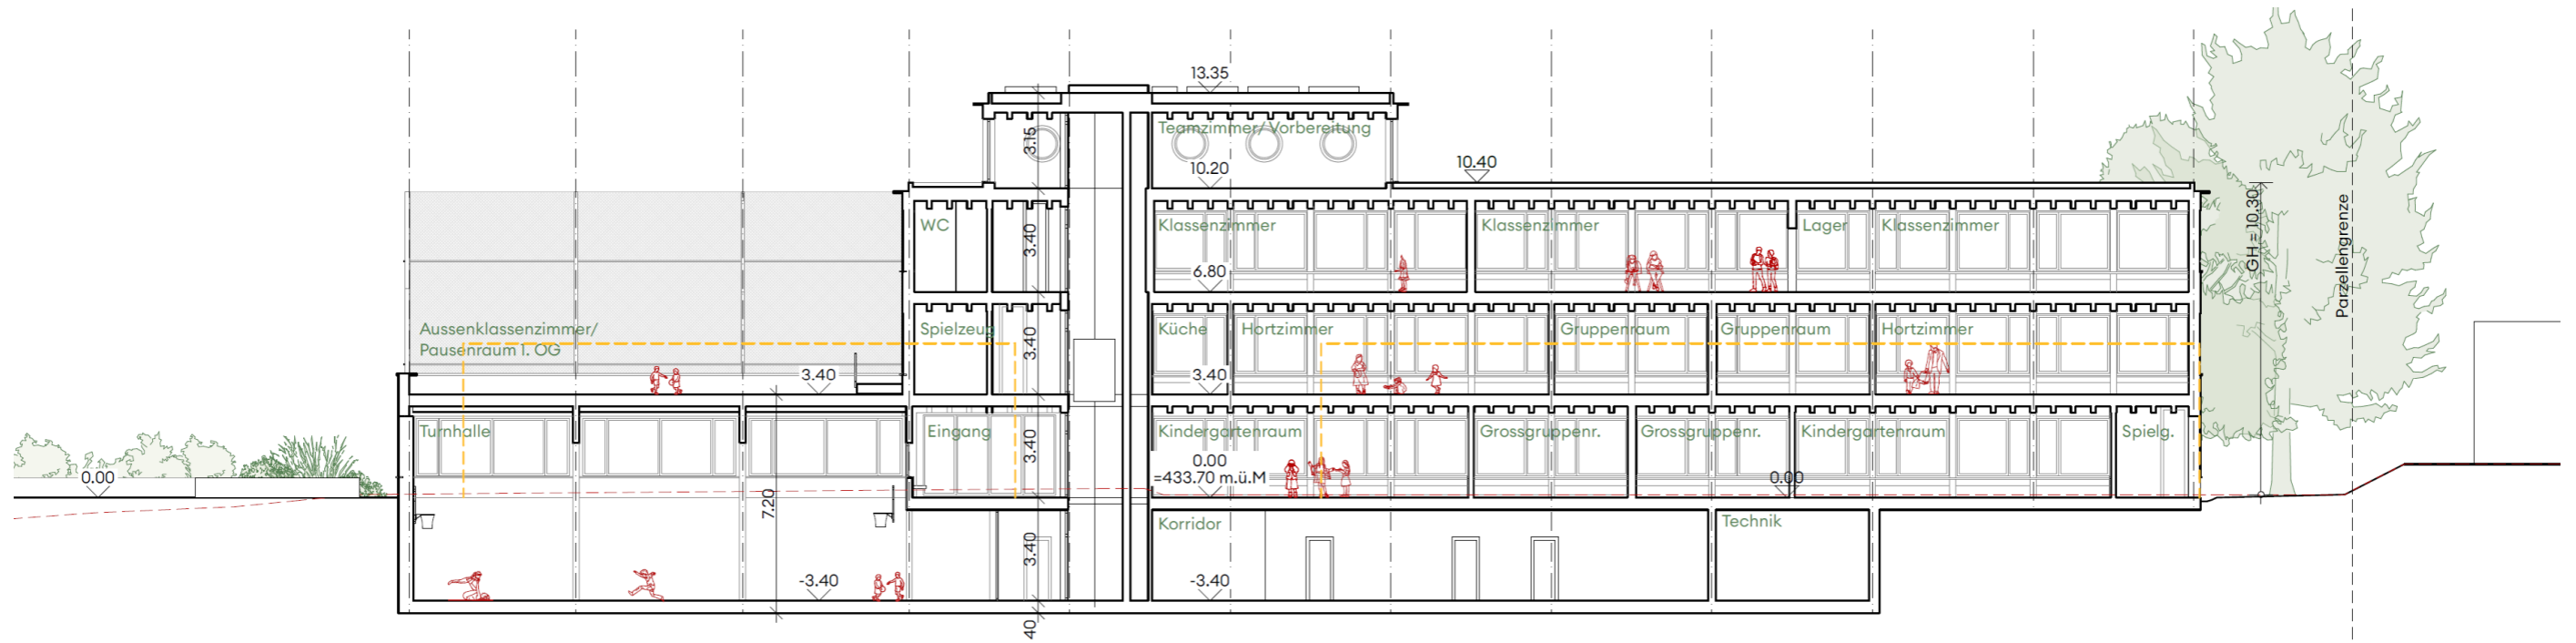 13.35
3.15
Teamzimmer/ Vorbereitung
10.20
10.40
GH = 10.30
Parzellengrenze
WC
3.40
Klassenzimmer
Klassenzimmer
Lager
Klassenzimmer
6.80
Aussenklassenzimmer/
Pausenraum 1. OG
Spielzeug
3.40
Küche
Hortzimmer
Gruppenraum
Gruppenraum
Hortzimmer
3.40
3.40
Turnhalle
Eingang
3.40
Kindergartenraum
Grossgruppenr.
Grossgruppenr.
Kindergartenraum
Spielg.
0.00
0.00
=433.70 m.ü.M
0.00
7.20
Korridor
Technik
3.40
-3.40
-3.40
40